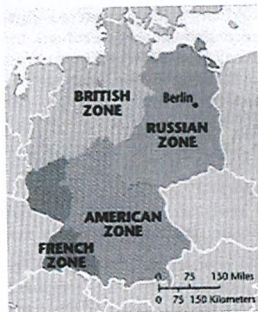 BRITISH
ZONE
Berlin
RUSSIAN
ZONE
AMERICAN
ZONE
FRENCH
ZONE
0 75 150 Miles
0 75 150 Kilometers